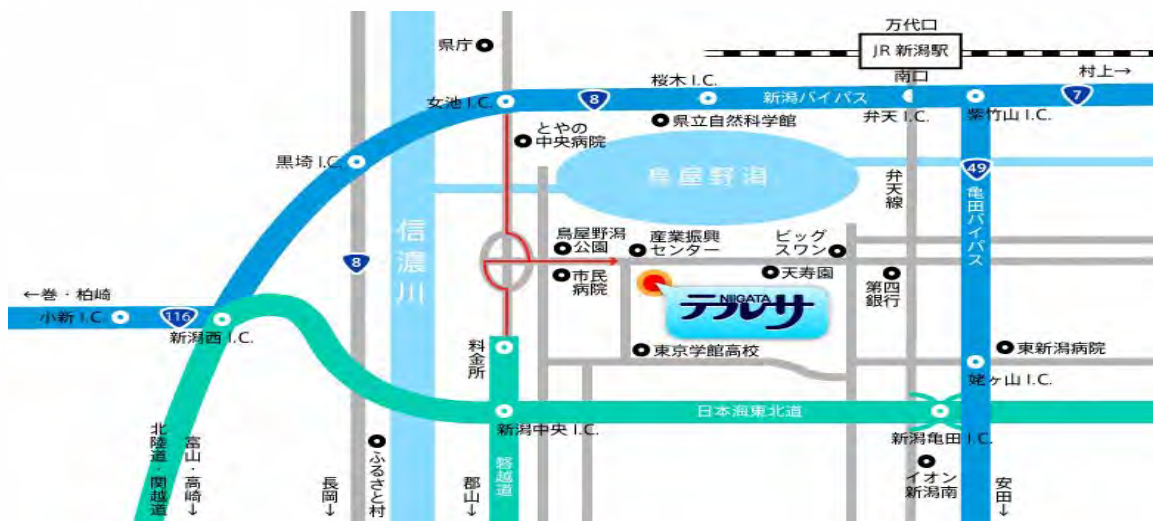 万代口
JR 新潟駅
南口
県庁
村上→
桜木 I.C.
女池 I.C.
8
新潟バイパス
7
弁天 I.C.
紫竹山 I.C.
県立自然科学館
とやの
中央病院
黒埼 I.C.
鳥屋野潟
弁天線
49
亀田バイパス
信濃川
8
鳥屋野潟
公園
産業振興
センター
ビッグ
スワン
市民
病院
天寿園
第四
銀行
NIIGATA
テルサ
←巻・柏崎
小新 I.C.
116
新潟西 I.C.
料金所
東京学館高校
東新潟病院
姥ヶ山 I.C.
日本海東北道
新潟中央 I.C.
新潟亀田 I.C.
北陸道・関越道
富山・高崎↓
長岡↓
ふるさと村
郡山↓
磐越道
イオン
新潟南
安田↓